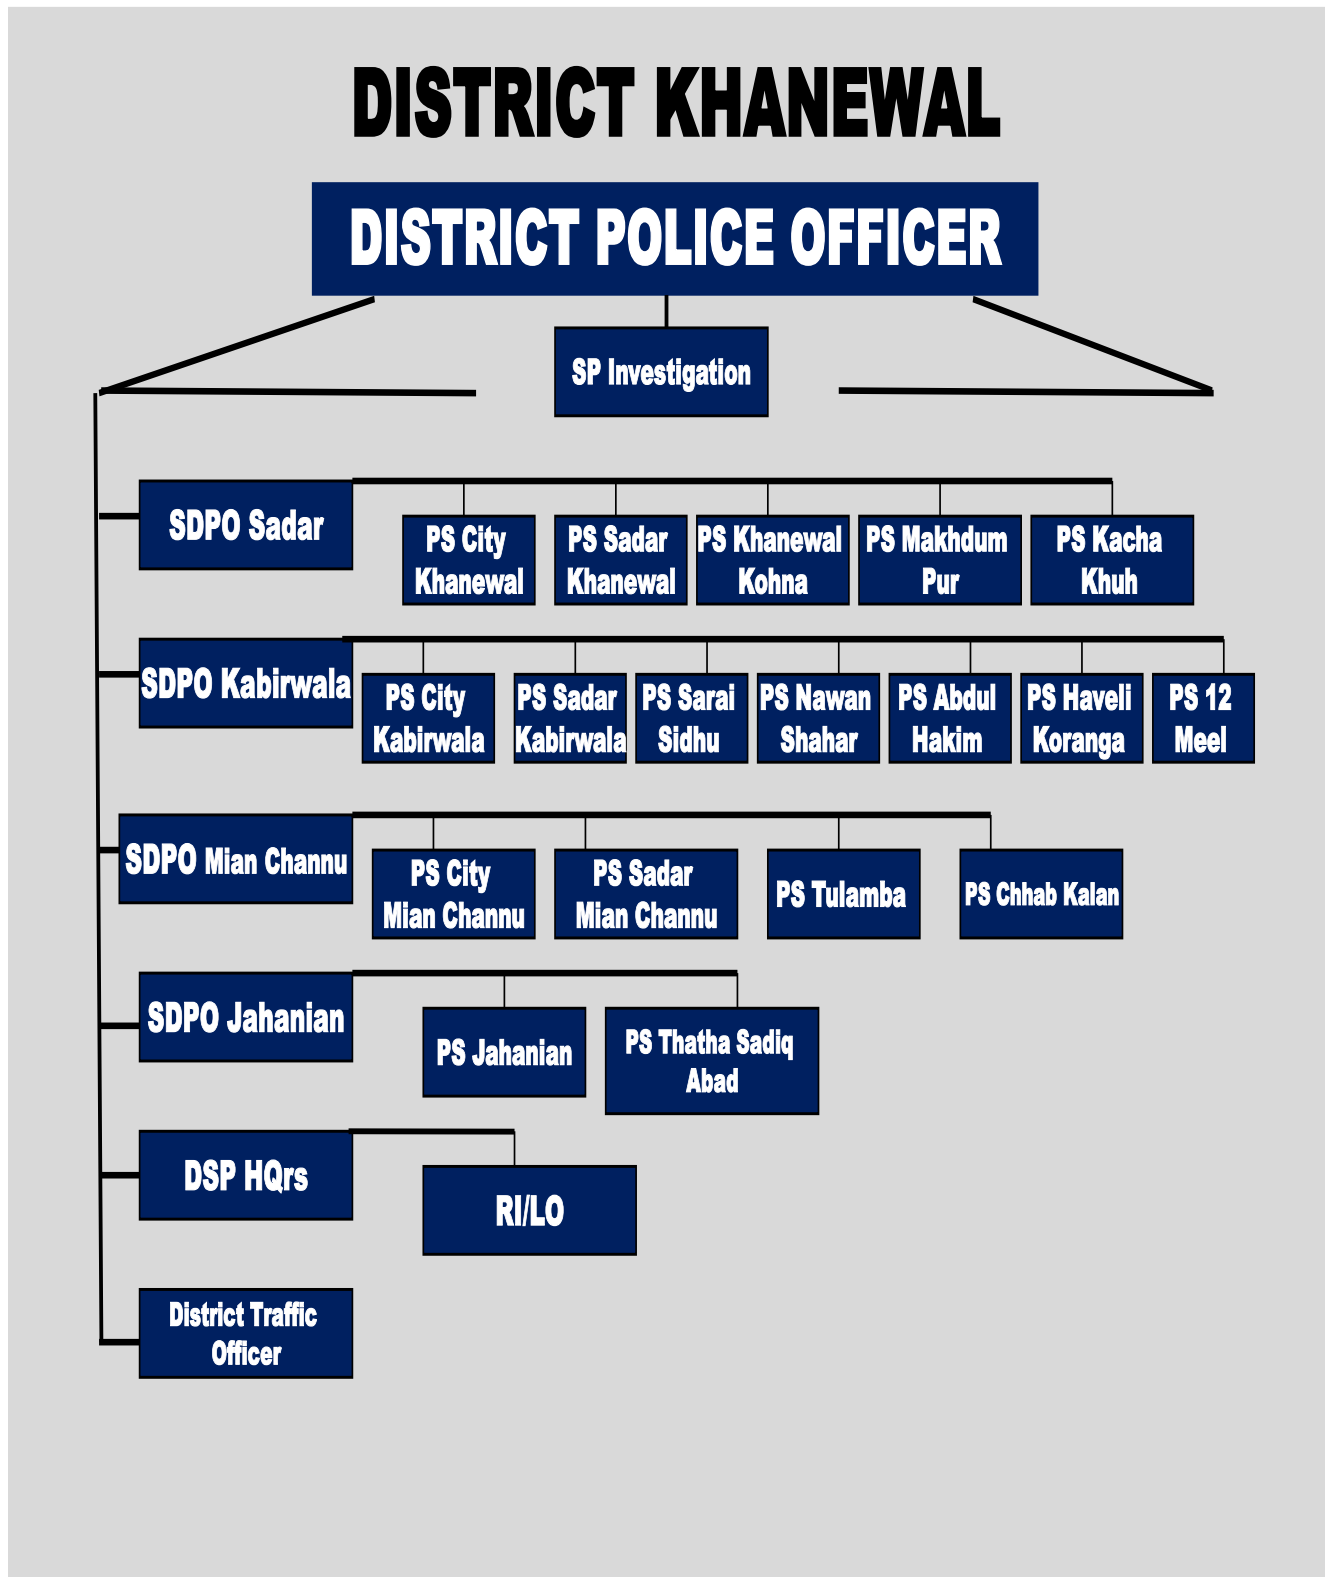 DISTRICT KHANEWAL
DISTRICT POLICE OFFICER
SP Investigation
SDPO Sadar
PS City
Khanewal
PS Sadar
Khanewal
PS Khanewal
Kohna
PS Makhdum
Pur
PS Kacha
Khuh
SDPO Kabirwala
PS City
Kabirwala
PS Sadar
Kabirwala
PS Sarai
Sidhu
PS Nawan
Shahar
PS Abdul
Hakim
PS Haveli
Koranga
PS 12
Meel
SDPO Mian Channu
PS City
Mian Channu
PS Sadar
Mian Channu
PS Tulamba
PS Chhab Kalan
SDPO Jahanian
PS Jahanian
PS Thatha Sadiq
Abad
DSP HQrs
RI/LO
District Traffic
Officer